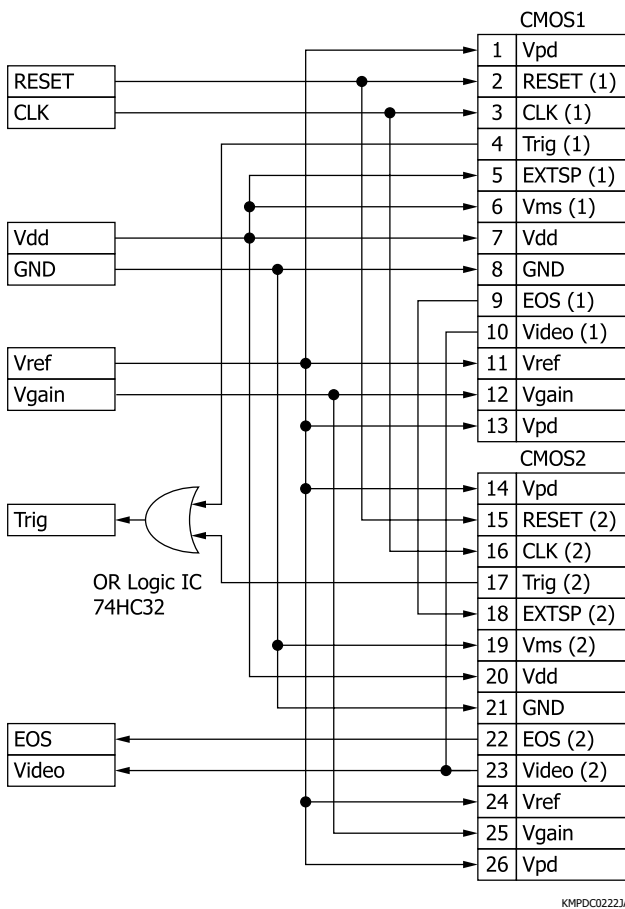 CMOS1
1 Vpd
RESET 2 RESET (1)
CLK 3 CLK (1)
4 Trig (1)
5 EXTSP (1)
6 Vms (1)
Vdd 7 Vdd
GND 8 GND
9 EOS (1)
10 Video (1)
Vref 11 Vref
Vgain 12 Vgain
13 Vpd
CMOS2
14 Vpd
Trig 15 RESET (2)
16 CLK (2)
OR Logic IC 17 Trig (2)
74HC32
18 EXTSP (2)
19 Vms (2)
20 Vdd
21 GND
EOS 22 EOS (2)
Video 23 Video (2)
24 Vref
25 Vgain
26 Vpd